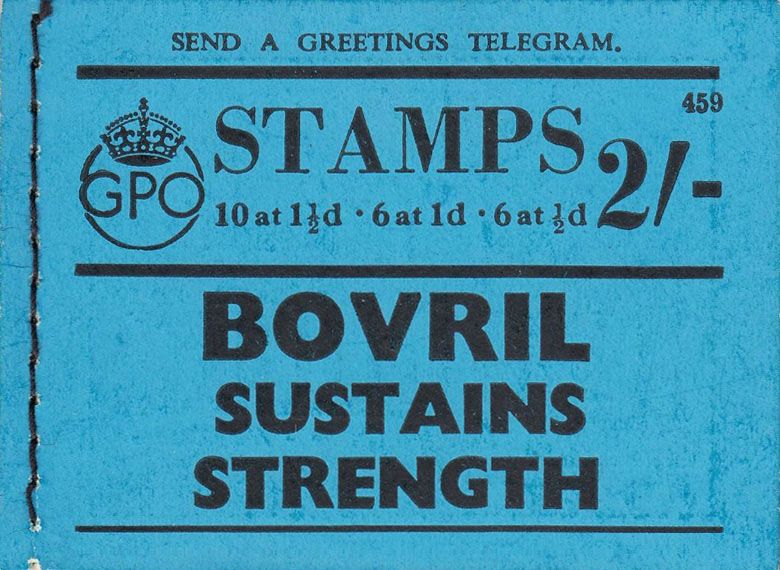 SEND A GREETINGS TELEGRAM.
459
STAMPS
GPO
10 at 1½d · 6 at 1d · 6 at ½d
2/-
BOVRIL
SUSTAINS
STRENGTH